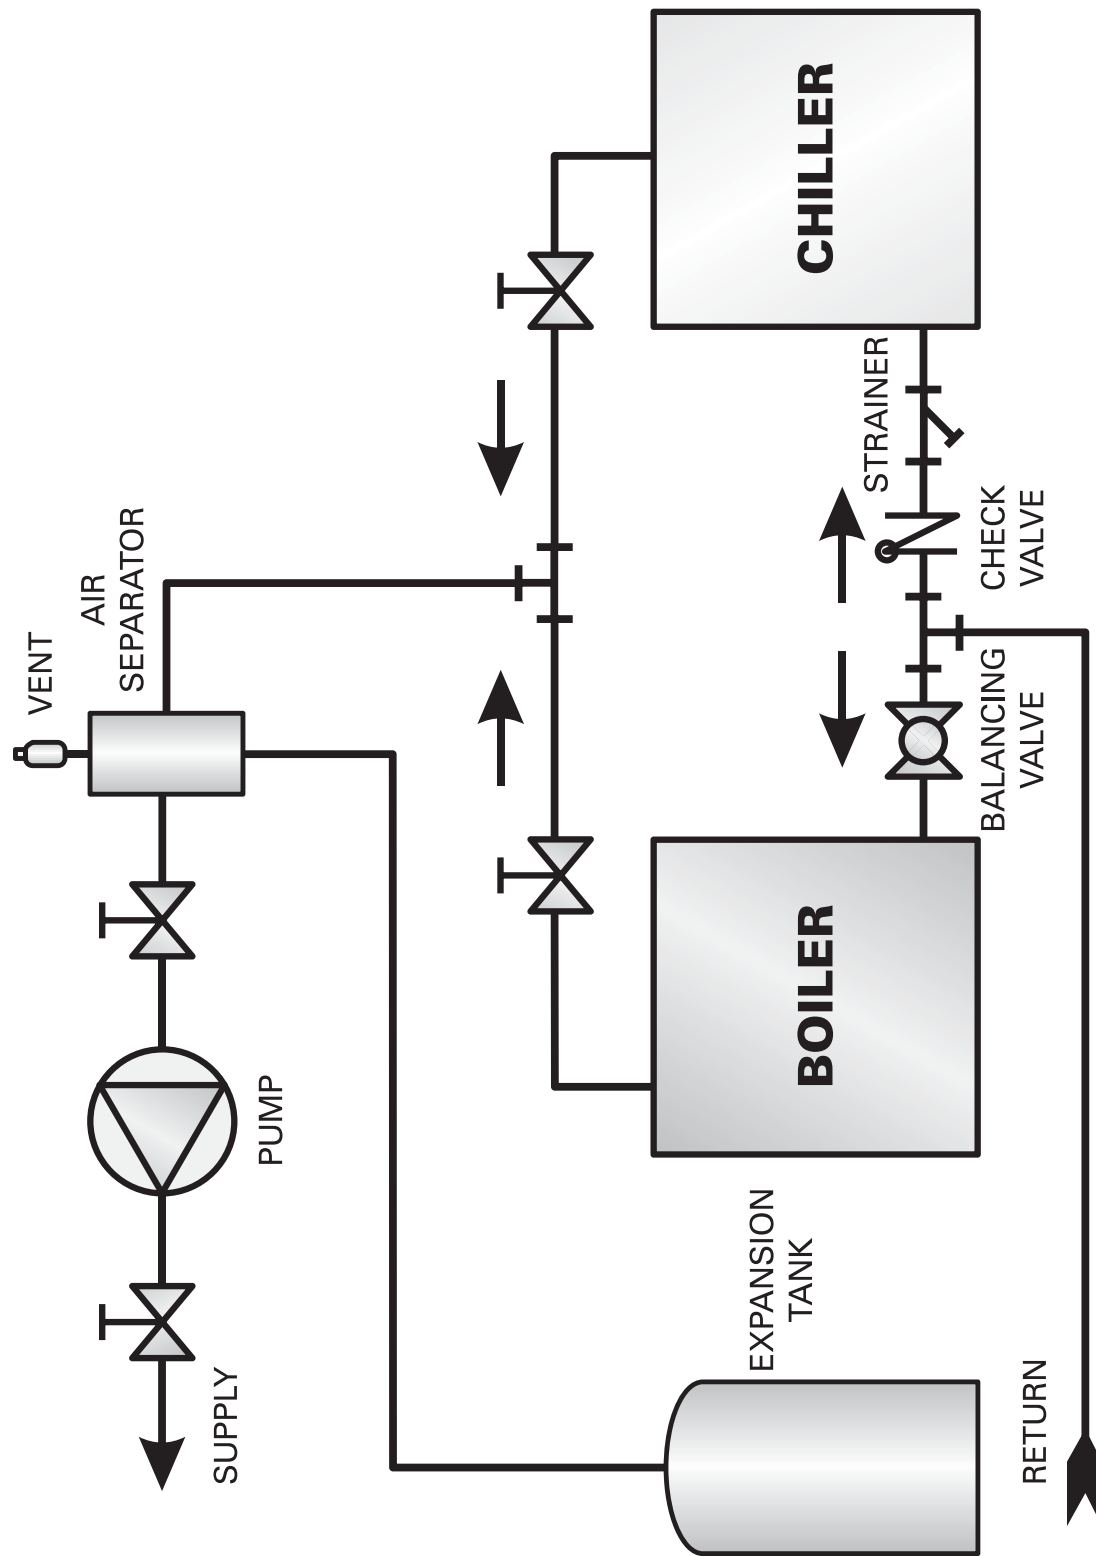 VENT
AIR
SEPARATOR
PUMP
SUPPLY
CHILLER
STRAINER
CHECK
VALVE
BALANCING
VALVE
BOILER
EXPANSION
TANK
RETURN